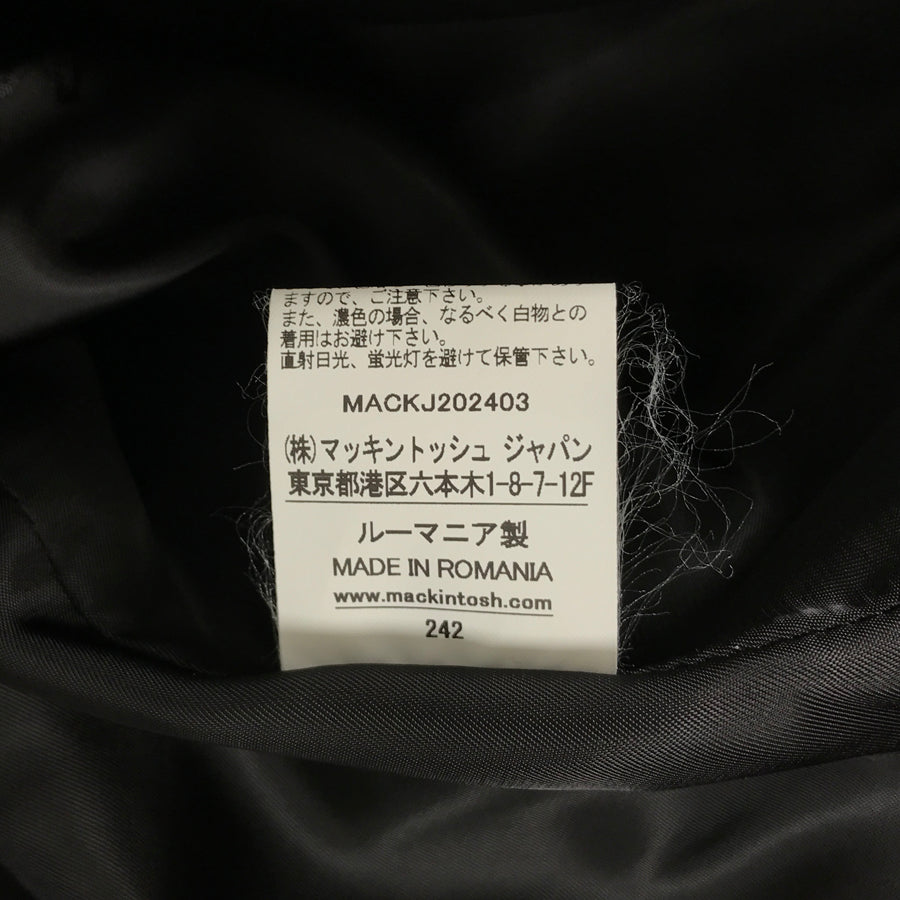 ますので、ご注意下さい。
また、濃色の場合、なるべく白物との
着用はお避け下さい。
直射日光、蛍光灯を避けて保管下さい。
MACKJ202403
(株)マッキントッシュ ジャパン
東京都港区六本木1-8-7-12F
ルーマニア製
MADE IN ROMANIA
www.mackintosh.com
242